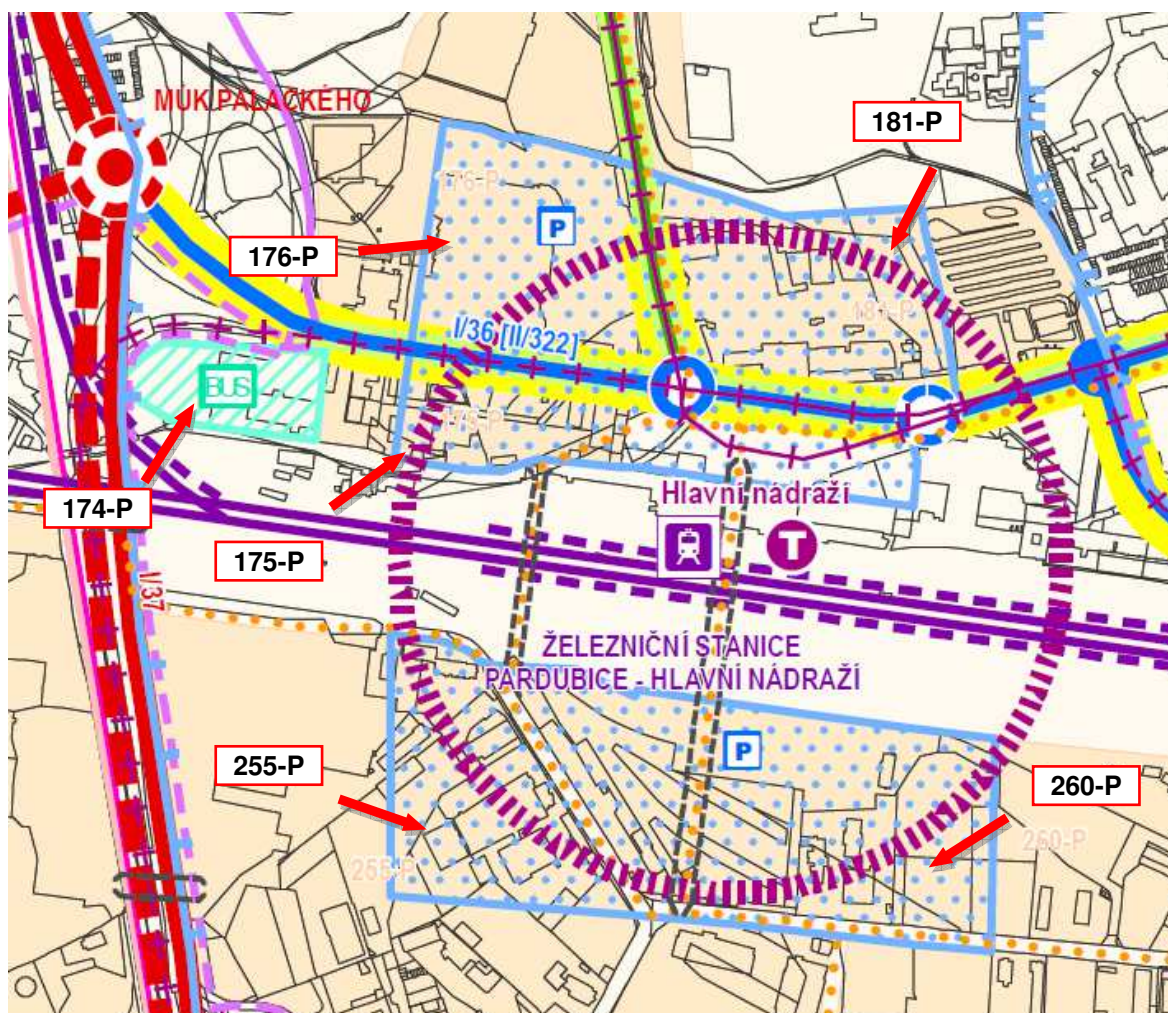 MUK PALACKÉHO
181-P
176-P
P
176-P
181-P
I/36 [II/322]
BUS
175-P
174-P
Hlavní nádraží
T
175-P
I/37
ŽELEZNIČNÍ STANICE
PARDUBICE - HLAVNÍ NÁDRAŽÍ
P
255-P
260-P
260-P
255-P